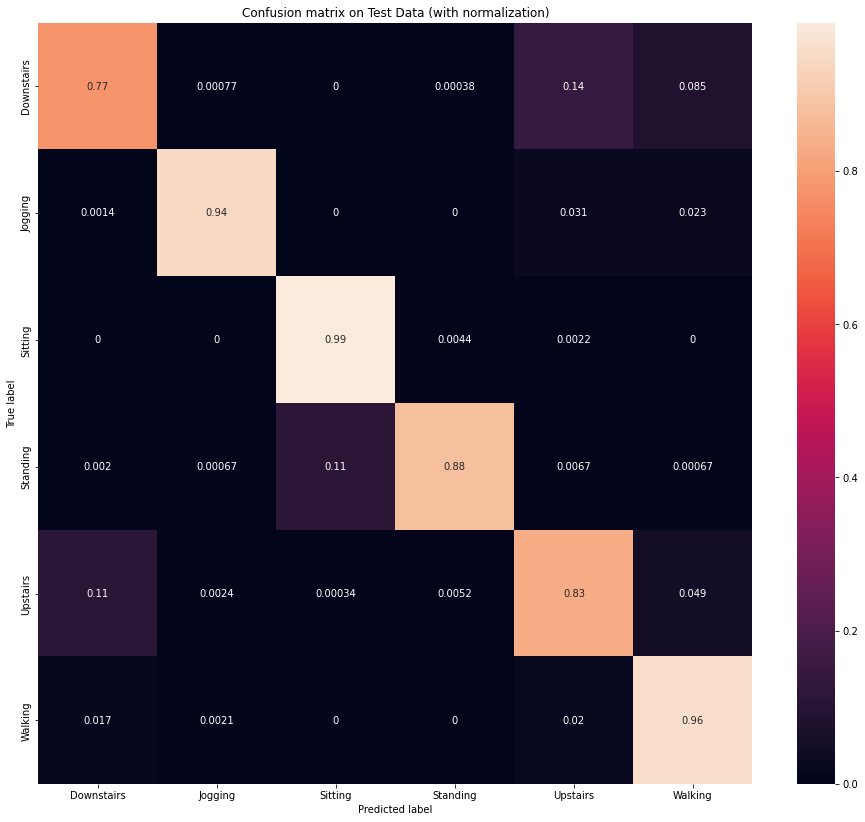 Confusion matrix on Test Data (with normalization)
Downstairs 0.77 0.00077 0 0.00038 0.14 0.085
Jogging 0.0014 0.94 0 0 0.031 0.023
Sitting 0 0 0.99 0.0044 0.0022 0
Standing 0.002 0.00067 0.11 0.88 0.0067 0.00067
Upstairs 0.11 0.0024 0.00034 0.0052 0.83 0.049
Walking 0.017 0.0021 0 0 0.02 0.96
True label
Downstairs Jogging Sitting Standing Upstairs Walking
Predicted label
0.8
0.6
0.4
0.2
0.0